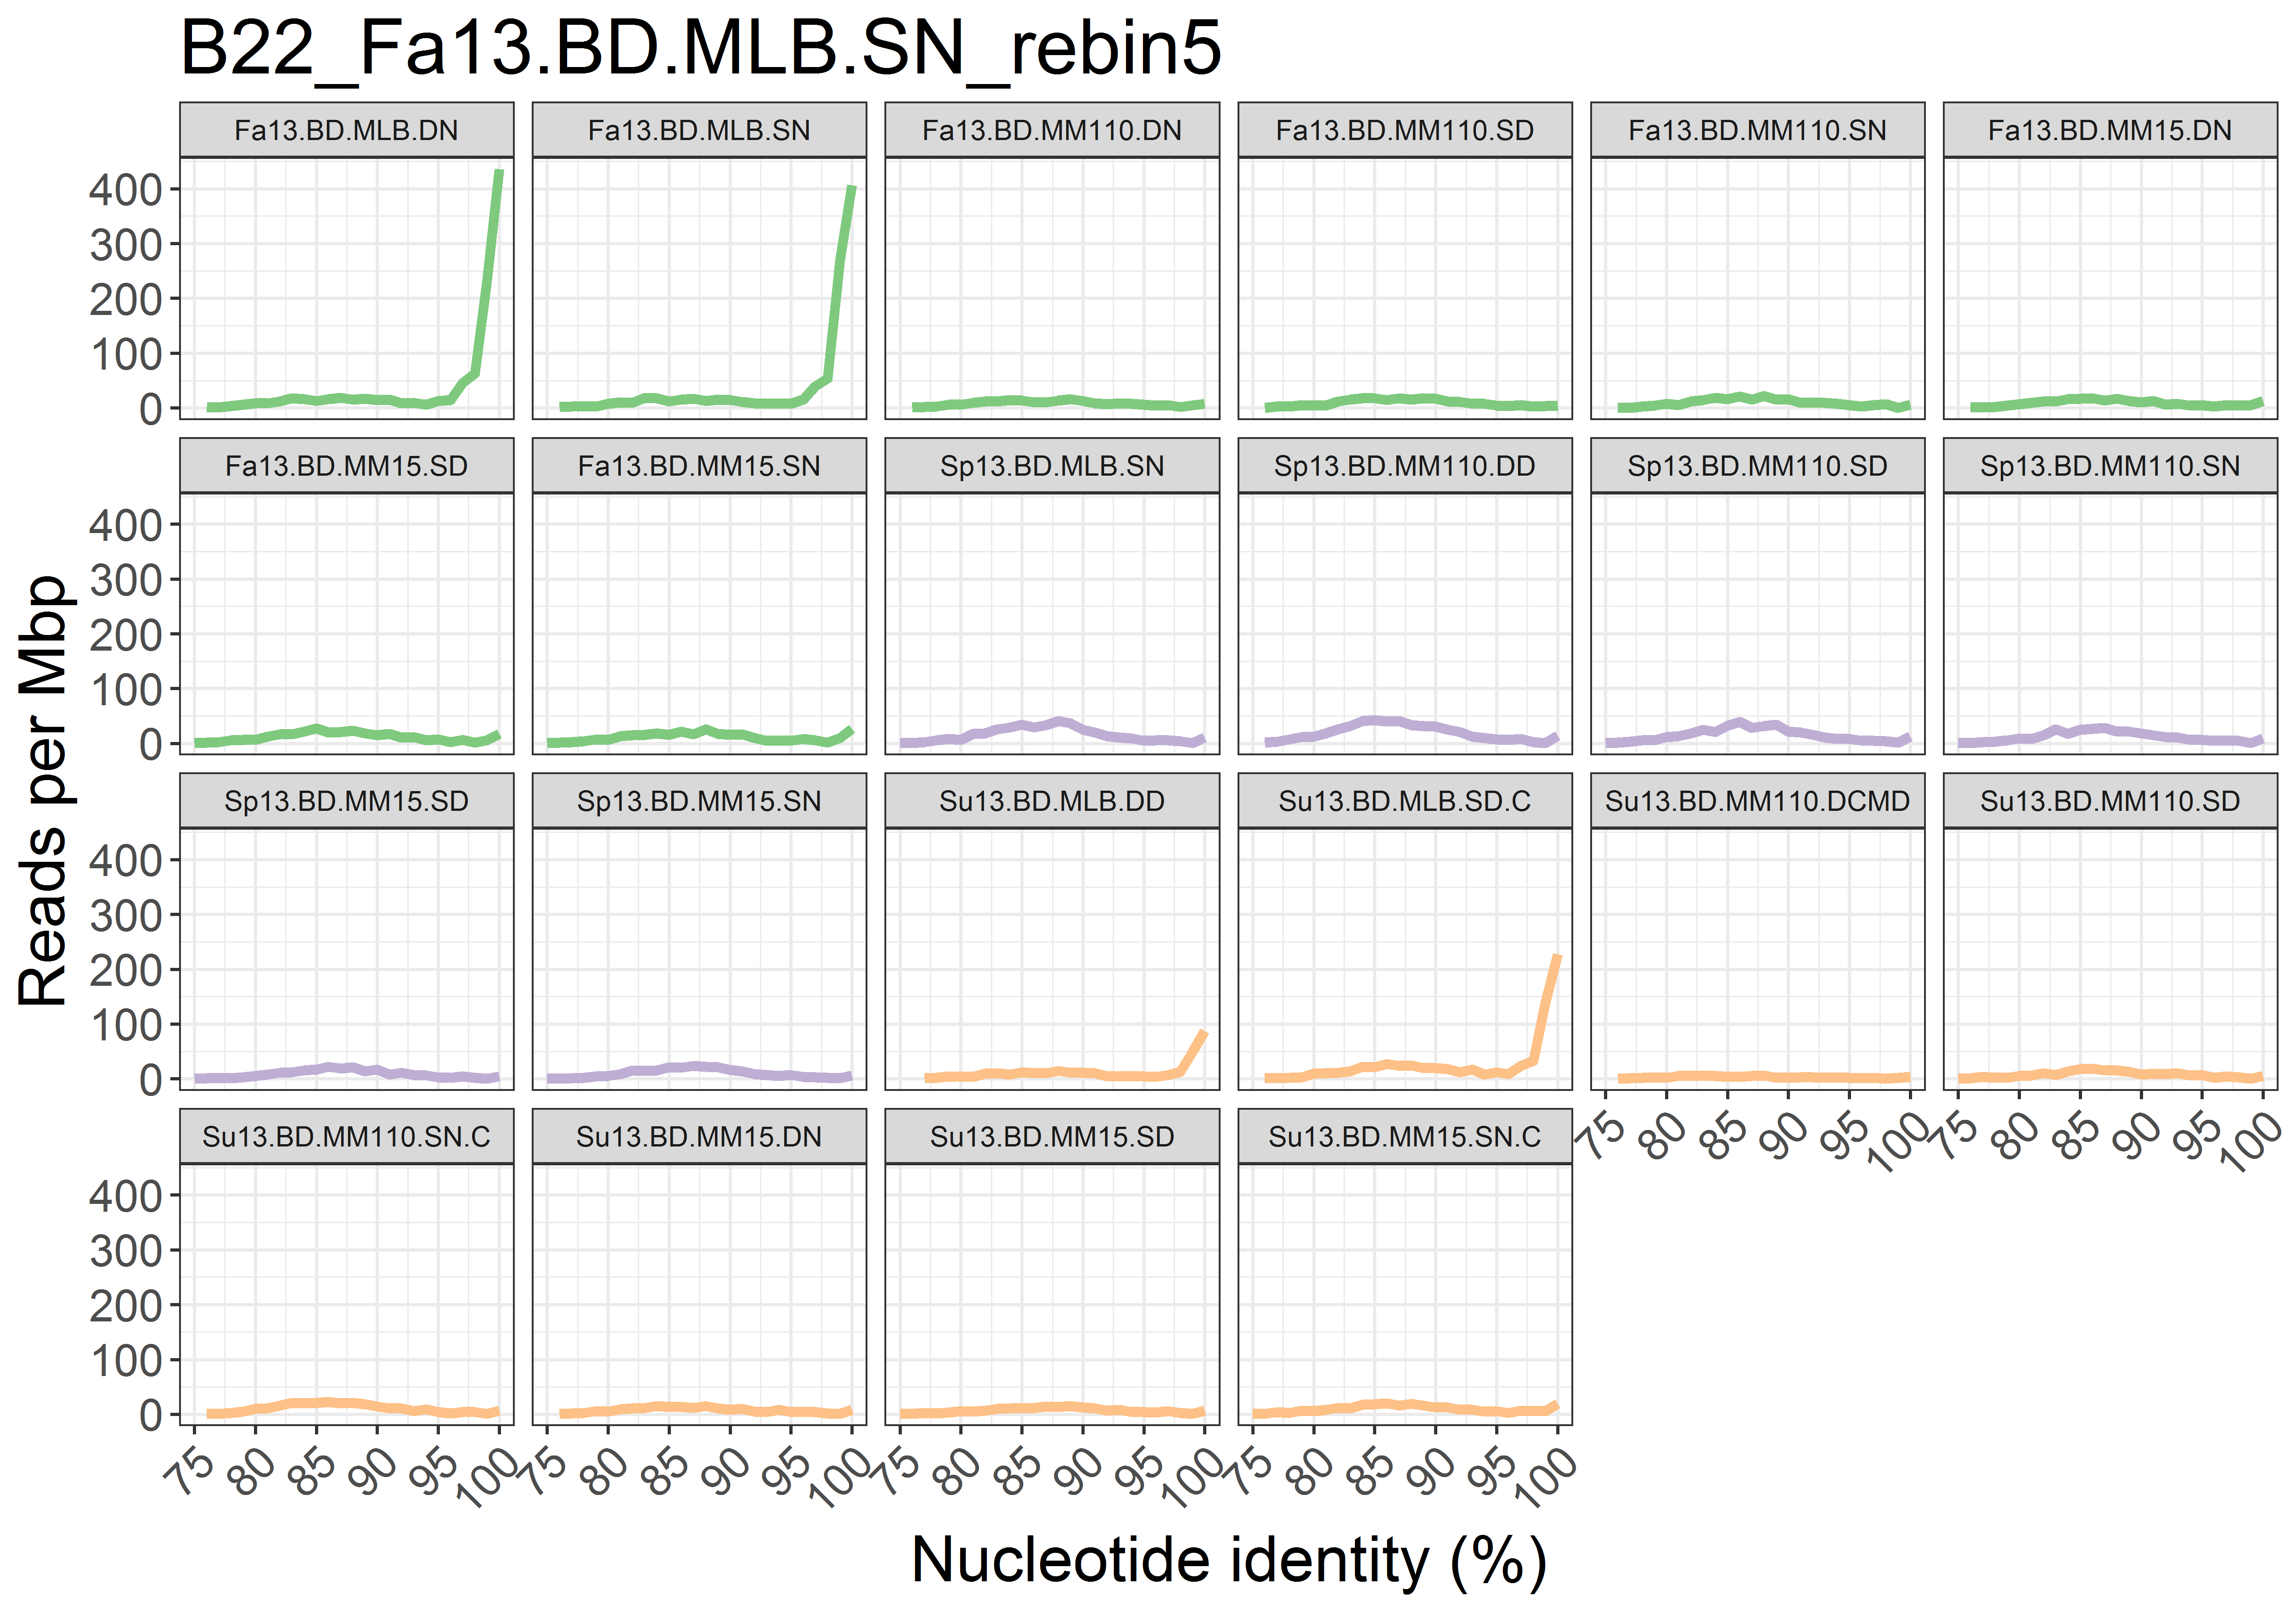 B22_Fa13.BD.MLB.SN_rebin5
Fa13.BD.MLB.DN Fa13.BD.MLB.SN Fa13.BD.MM110.DN Fa13.BD.MM110.SD Fa13.BD.MM110.SN Fa13.BD.MM15.DN
400
300
200
100
0
Fa13.BD.MM15.SD Fa13.BD.MM15.SN Sp13.BD.MLB.SN Sp13.BD.MM110.DD Sp13.BD.MM110.SD Sp13.BD.MM110.SN
400
300
200
100
0
Sp13.BD.MM15.SD Sp13.BD.MM15.SN Su13.BD.MLB.DD Su13.BD.MLB.SD.C Su13.BD.MM110.DCMD Su13.BD.MM110.SD
400
300
200
100
0
75 80 85 90 95 100 75 80 85 90 95 100
Su13.BD.MM110.SN.C Su13.BD.MM15.DN Su13.BD.MM15.SD Su13.BD.MM15.SN.C
400
300
200
100
0
75 80 85 90 95 100 75 80 85 90 95 100 75 80 85 90 95 100 75 80 85 90 95 100
Reads per Mbp
Nucleotide identity (%)